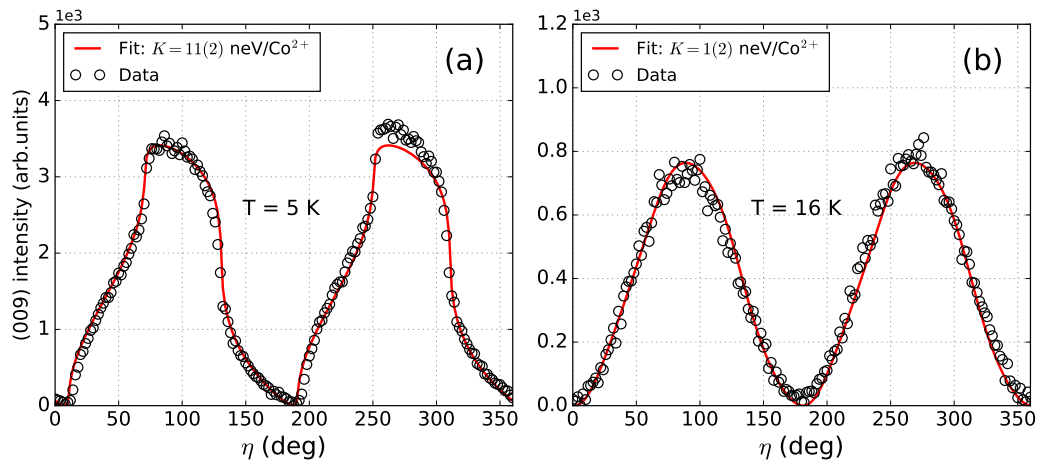 1e3
1e3
Fit: K = 11(2) neV/Co²⁺
Data
(a)
Fit: K = 1(2) neV/Co²⁺
Data
(b)
T = 5 K
T = 16 K
(009) intensity (arb.units)
5
4
3
2
1
0
1.2
1.0
0.8
0.6
0.4
0.2
0.0
0 50 100 150 200 250 300 350
0 50 100 150 200 250 300 350
η (deg)
η (deg)